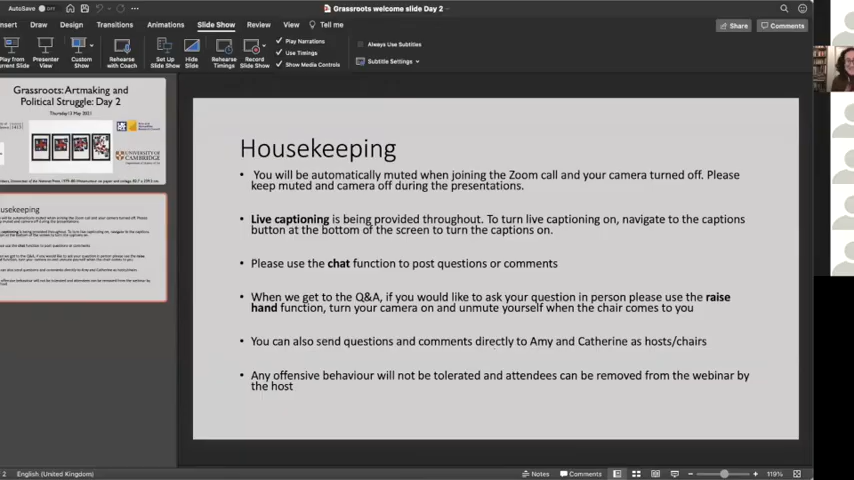 AutoSave OFF
Grassroots welcome slide Day 2
Insert Draw Design Transitions Animations Slide Show Review View Tell me
Share Comments
Play from Current Slide
Presenter View
Custom Show
Rehearse with Coach
Set Up Slide Show
Hide Slide
Rehearse Timings
Record Slide Show
Play Narrations
Use Timings
Show Media Controls
Always Use Subtitles
Subtitle Settings
Grassroots: Artmaking and
Political Struggle: Day 2
Thursday13 May 2021
UNIVERSITY OF
CAMBRIDGE
Housekeeping
• You will be automatically muted when joining the Zoom call and your camera turned off. Please
keep muted and camera off during the presentations.
• Live captioning is being provided throughout. To turn live captioning on, navigate to the captions
button at the bottom of the screen to turn the captions on.
• Please use the chat function to post questions or comments
• When we get to the Q&A, if you would like to ask your question in person please use the raise
hand function, turn your camera on and unmute yourself when the chair comes to you
• You can also send questions and comments directly to Amy and Catherine as hosts/chairs
• Any offensive behaviour will not be tolerated and attendees can be removed from the webinar by
the host
2 English (United Kingdom)
Notes Comments
119%